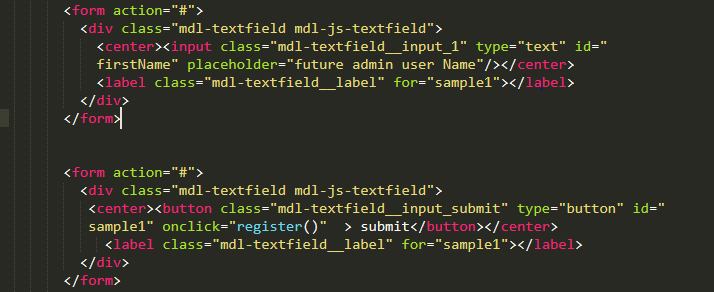 <form action="#">
<div class="mdl-textfield mdl-js-textfield">
<center><input class="mdl-textfield__input_1" type="text" id="
firstName" placeholder="future admin user Name"/></center>
<label class="mdl-textfield__label" for="sample1"></label>
</div>
</form>
<form action="#">
<div class="mdl-textfield mdl-js-textfield">
<center><button class="mdl-textfield__input_submit" type="button" id="
sample1" onclick="register()"  > submit</button></center>
<label class="mdl-textfield__label" for="sample1"></label>
</div>
</form>